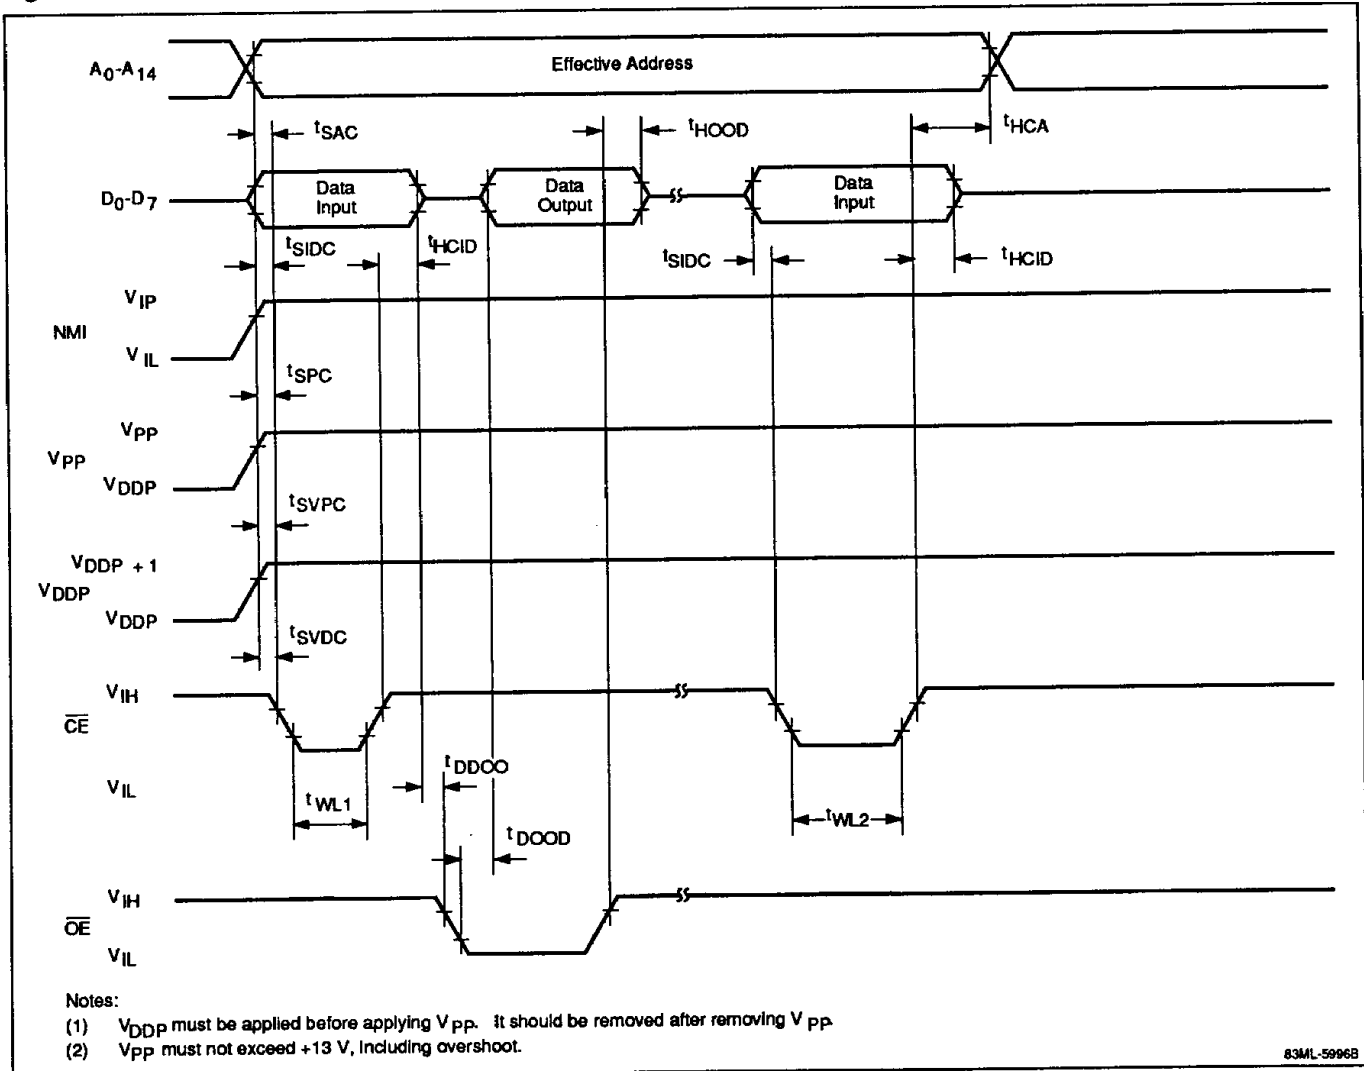 A0-A14
Effective Address
tSAC
tHOOD
tHCA
D0-D7
Data
Input
Data
Output
Data
Input
tSIDC
tHCID
tSIDC
tHCID
VIP
NMI
VIL
tSPC
VPP
VPP
VDDP
tSVPC
VDDP + 1
VDDP
VDDP
tSVDC
VIH
CE
VIL
tDDOO
tWL1
tWL2
tDOOD
VIH
OE
VIL
Notes:
(1) VDDP must be applied before applying VPP. It should be removed after removing VPP.
(2) VPP must not exceed +13 V, including overshoot.
83ML-5996B